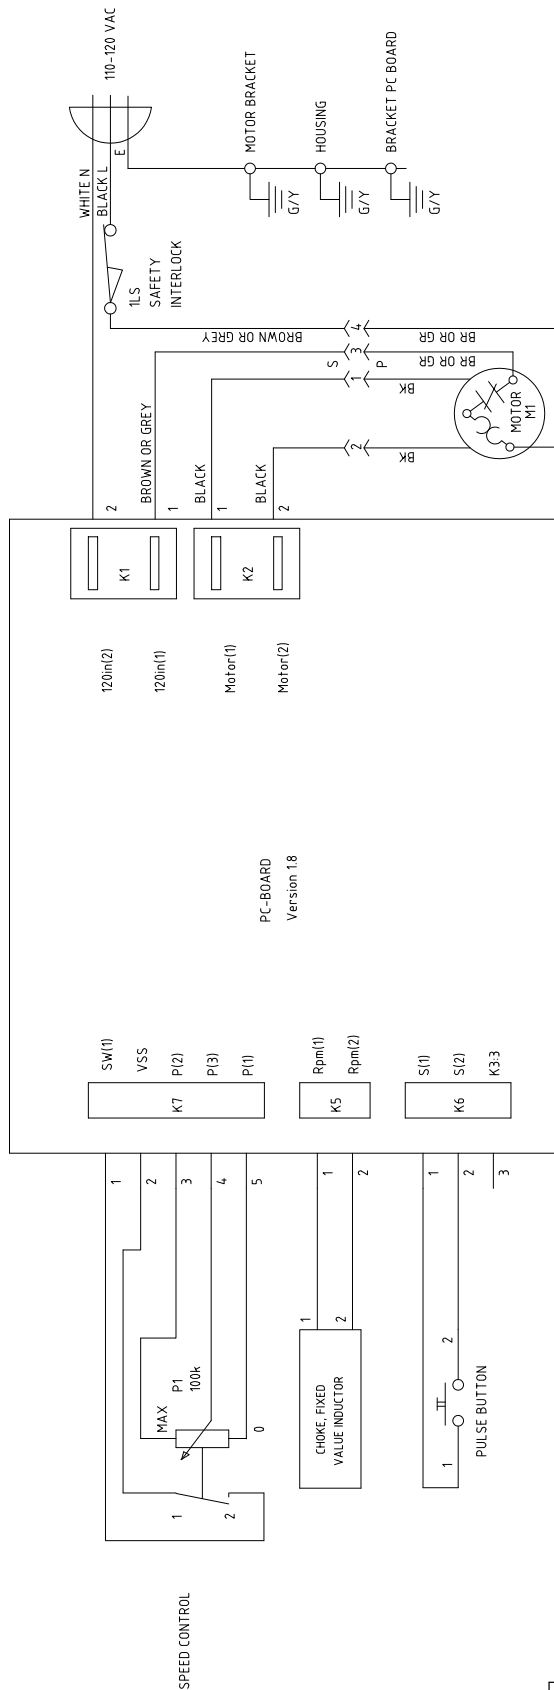 110-120 VAC
WHITE N
BLACK L
E
1LS
SAFETY
INTERLOCK
MOTOR BRACKET
G/Y
HOUSING
G/Y
BRACKET PC BOARD
G/Y
BROWN OR GREY
4
BR OR GR
S
3
P
BR OR GR
1
BK
2
BK
MOTOR
M1
2
BROWN OR GREY
1
BLACK
1
BLACK
2
K1
K2
120in(2)
120in(1)
Motor(1)
Motor(2)
PC-BOARD
Version 1.8
SW(1)
VSS
P(2)
P(3)
P(1)
K7
Rpm(1)
Rpm(2)
K5
S(1)
S(2)
K3:3
K6
1
2
3
4
5
1
2
1
2
3
MAX
P1
100k
0
1
2
SPEED CONTROL
1
2
CHOKE, FIXED
VALUE INDUCTOR
1
2
PULSE BUTTON